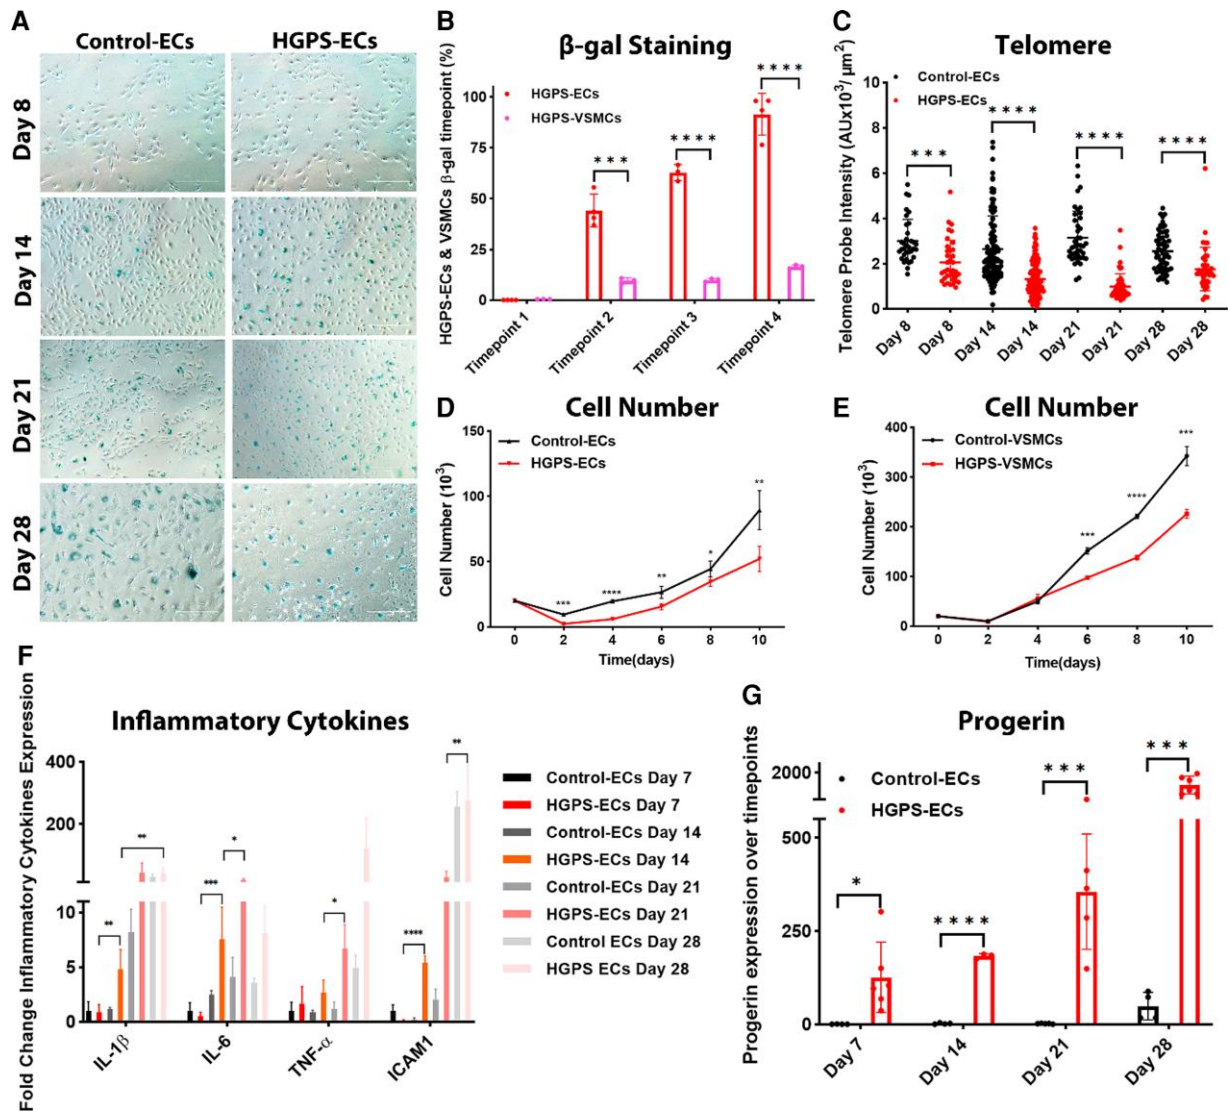 A
Control-ECs HGPS-ECs
Day 8
Day 14
Day 21
Day 28
B
β-gal Staining
HGPS-ECs & VSMCs β-gal timepoint (%)
HGPS-ECs
HGPS-VSMCs
100
75
50
25
0
*** **** ****
Timepoint 1 Timepoint 2 Timepoint 3 Timepoint 4
C
Telomere
Telomere Probe Intensity (AUx10³/ μm²)
Control-ECs
HGPS-ECs
10
8
6
4
2
0
*** **** **** ****
Day 8 Day 8 Day 14 Day 14 Day 21 Day 21 Day 28 Day 28
D
Cell Number
Cell Number (10³)
Control-ECs
HGPS-ECs
150
100
50
0
*** **** ** * **
0 2 4 6 8 10
Time(days)
E
Cell Number
Cell Number (10³)
Control-VSMCs
HGPS-VSMCs
400
300
200
100
0
*** **** ***
0 2 4 6 8 10
Time(days)
F
Inflammatory Cytokines
Fold Change Inflammatory Cytokines Expression
400
200
10
5
0
** ** *** * * **** **
IL-1β IL-6 TNF-α ICAM1
Control-ECs Day 7
HGPS-ECs Day 7
Control-ECs Day 14
HGPS-ECs Day 14
Control-ECs Day 21
HGPS-ECs Day 21
Control ECs Day 28
HGPS ECs Day 28
G
Progerin
Progerin expression over timepoints
Control-ECs
HGPS-ECs
2000
500
250
0
* **** *** ***
Day 7 Day 14 Day 21 Day 28